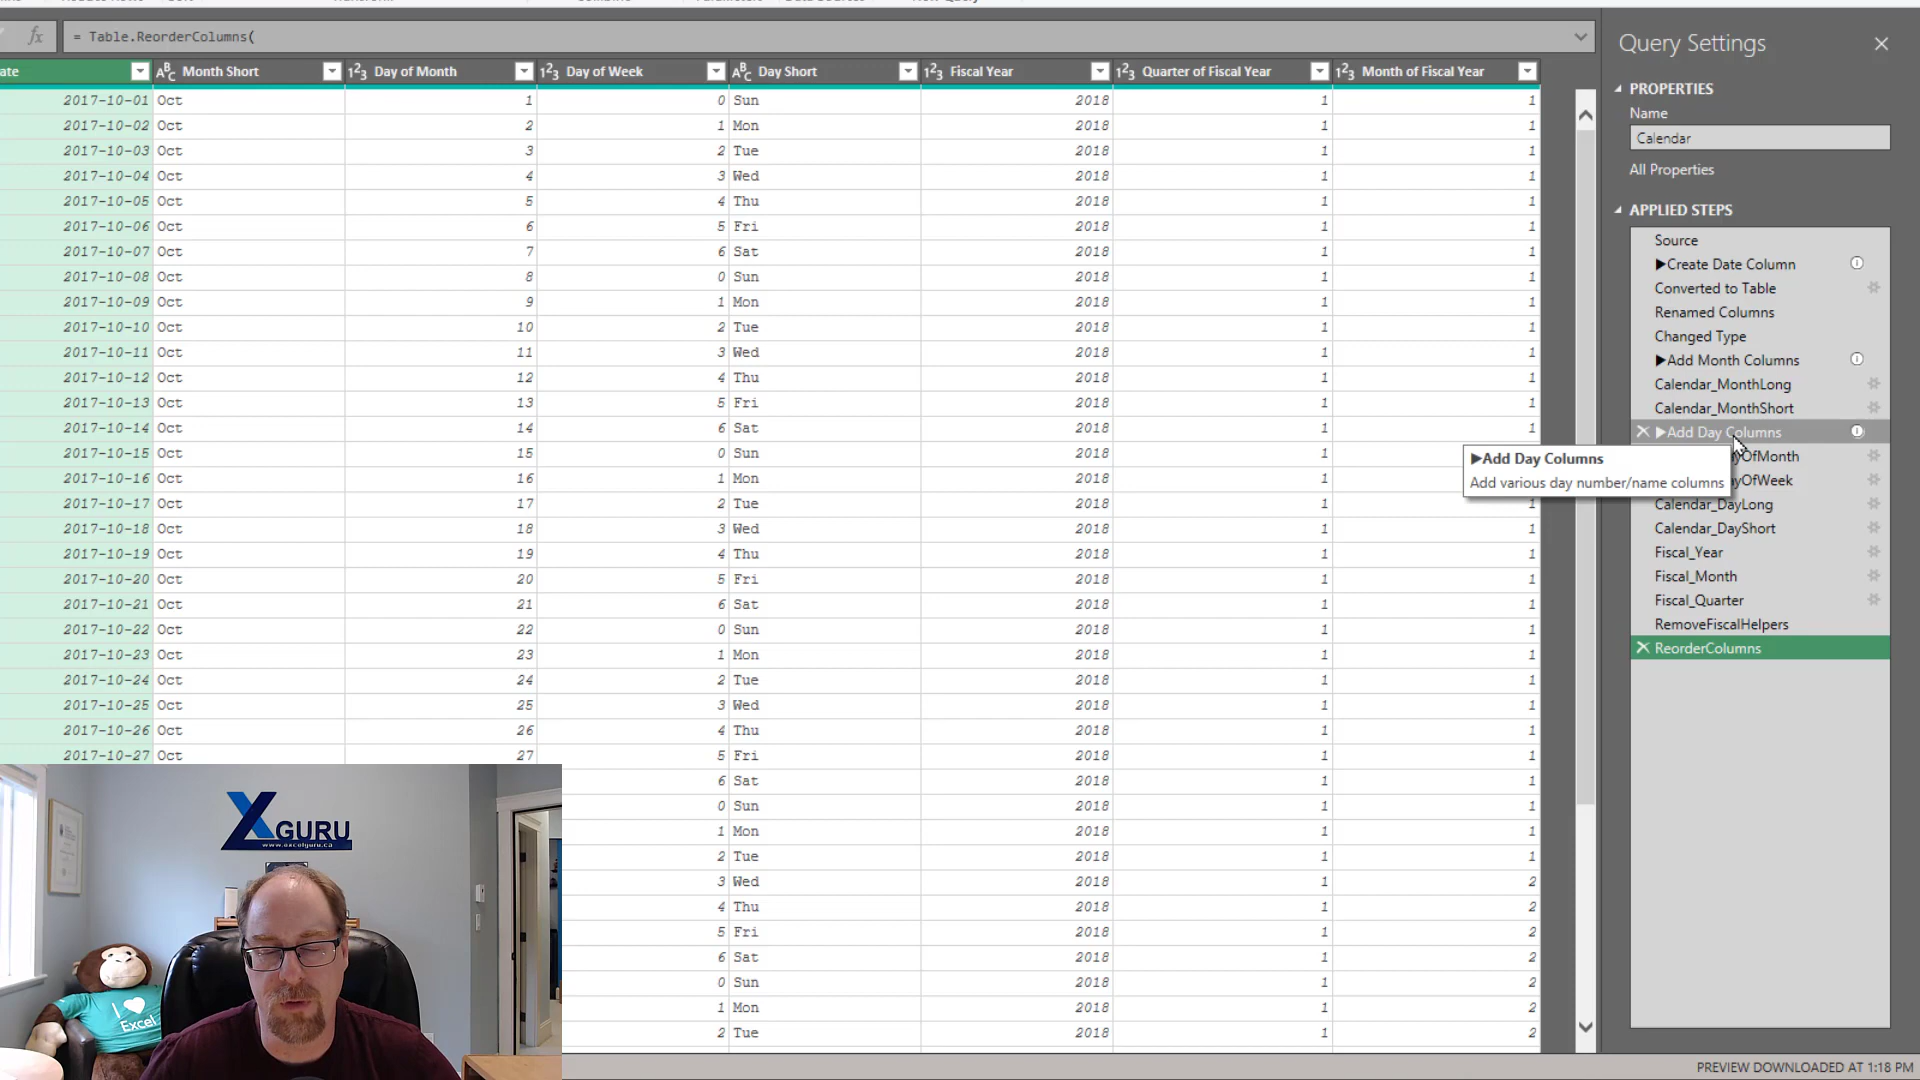 fx = Table.ReorderColumns(
Query Settings
ate Month Short Day of Month Day of Week Day Short Fiscal Year Quarter of Fiscal Year Month of Fiscal Year
2017-10-01 Oct 1 0 Sun 2018 1 1
2017-10-02 Oct 2 1 Mon 2018 1 1
2017-10-03 Oct 3 2 Tue 2018 1 1
2017-10-04 Oct 4 3 Wed 2018 1 1
2017-10-05 Oct 5 4 Thu 2018 1 1
2017-10-06 Oct 6 5 Fri 2018 1 1
2017-10-07 Oct 7 6 Sat 2018 1 1
2017-10-08 Oct 8 0 Sun 2018 1 1
2017-10-09 Oct 9 1 Mon 2018 1 1
2017-10-10 Oct 10 2 Tue 2018 1 1
2017-10-11 Oct 11 3 Wed 2018 1 1
2017-10-12 Oct 12 4 Thu 2018 1 1
2017-10-13 Oct 13 5 Fri 2018 1 1
2017-10-14 Oct 14 6 Sat 2018 1 1
2017-10-15 Oct 15 0 Sun 2018 1 1
2017-10-16 Oct 16 1 Mon 2018 1
2017-10-17 Oct 17 2 Tue 2018 1 1
2017-10-18 Oct 18 3 Wed 2018 1 1
2017-10-19 Oct 19 4 Thu 2018 1 1
2017-10-20 Oct 20 5 Fri 2018 1 1
2017-10-21 Oct 21 6 Sat 2018 1 1
2017-10-22 Oct 22 0 Sun 2018 1 1
2017-10-23 Oct 23 1 Mon 2018 1 1
2017-10-24 Oct 24 2 Tue 2018 1 1
2017-10-25 Oct 25 3 Wed 2018 1 1
2017-10-26 Oct 26 4 Thu 2018 1 1
2017-10-27 Oct 27 5 Fri 2018 1 1
6 Sat 2018 1 1
0 Sun 2018 1 1
1 Mon 2018 1 1
2 Tue 2018 1 1
3 Wed 2018 1 2
4 Thu 2018 1 2
5 Fri 2018 1 2
6 Sat 2018 1 2
0 Sun 2018 1 2
1 Mon 2018 1 2
2 Tue 2018 1 2
PROPERTIES
Name
Calendar
All Properties
APPLIED STEPS
Source
►Create Date Column
Converted to Table
Renamed Columns
Changed Type
►Add Month Columns
Calendar_MonthLong
Calendar_MonthShort
►Add Day Columns
yOfMonth
yOfWeek
Calendar_DayLong
Calendar_DayShort
Fiscal_Year
Fiscal_Month
Fiscal_Quarter
RemoveFiscalHelpers
ReorderColumns
►Add Day Columns
Add various day number/name columns
XGURU
www.excelguru.ca
I
Excel
PREVIEW DOWNLOADED AT 1:18 PM